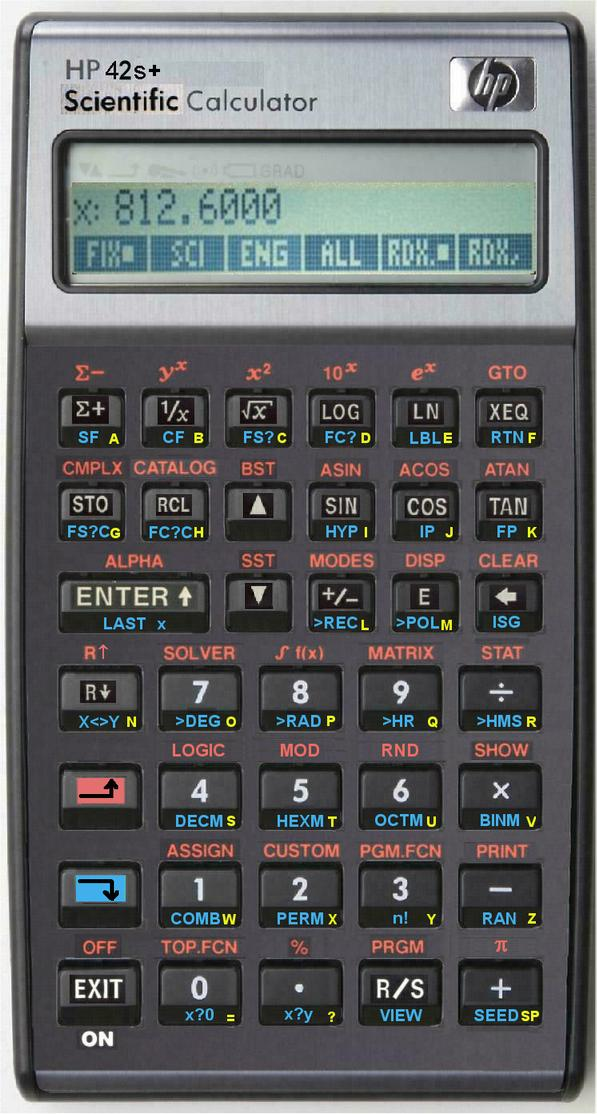 HP 42s+
Scientific Calculator
hp
GRAD
x: 812.6000
FIX■ SCI ENG ALL RDX.■ RDX,
Σ− yˣ x² 10ˣ eˣ GTO
Σ+ 1/x √x LOG LN XEQ
SF A CF B FS? C FC? D LBL E RTN F
CMPLX CATALOG BST ASIN ACOS ATAN
STO RCL ▲ SIN COS TAN
FS?C G FC?C H HYP I IP J FP K
ALPHA SST MODES DISP CLEAR
ENTER ↑ ▼ +/− E ←
LAST x >REC L >POL M ISG
R↑ SOLVER ∫ f(x) MATRIX STAT
R↓ 7 8 9 ÷
X<>Y N >DEG O >RAD P >HR Q >HMS R
LOGIC MOD RND SHOW
4 5 6 ×
DECM S HEXM T OCTM U BINM V
ASSIGN CUSTOM PGM.FCN PRINT
1 2 3 −
COMB W PERM X n! Y RAN Z
OFF TOP.FCN % PRGM π
EXIT 0 . R/S +
x?0 = x?y ? VIEW SEED SP
ON